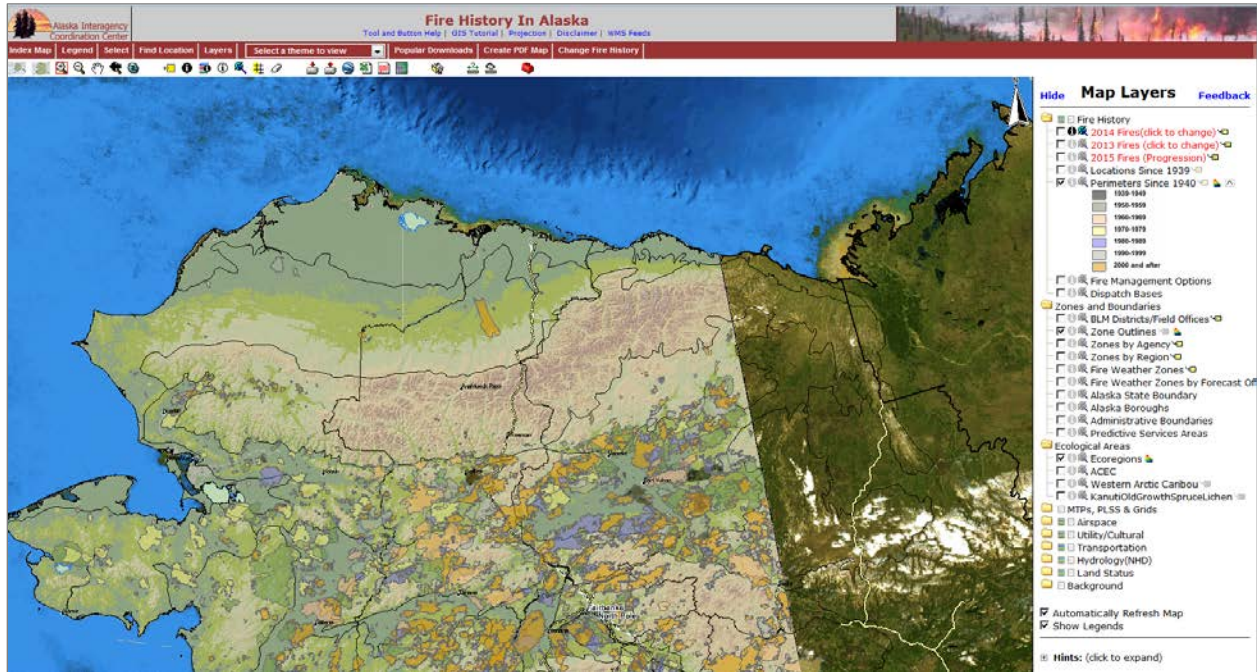 Alaska Interagency
Coordination Center
Fire History In Alaska
Tool and Button Help | GIS Tutorial | Projection | Disclaimer | WMS Feeds
Index Map | Legend | Select | Find Location | Layers | Select a theme to view | Popular Downloads | Create PDF Map | Change Fire History
Hide Map Layers Feedback
Fire History
2014 Fires(click to change)
2013 Fires (click to change)
2015 Fires (Progression)
Locations Since 1939
Perimeters Since 1940
1939-1949
1950-1959
1960-1969
1970-1979
1980-1989
1990-1999
2000 and after
Fire Management Options
Dispatch Bases
Zones and Boundaries
BLM Districts/Field Offices
Zone Outlines
Zones by Agency
Zones by Region
Fire Weather Zones
Fire Weather Zones by Forecast Off
Alaska State Boundary
Alaska Boroughs
Administrative Boundaries
Predictive Services Areas
Ecological Areas
Ecoregions
ACEC
Western Arctic Caribou
KanutiOldGrowthSpruceLichen
MTPs, PLSS & Grids
Airspace
Utility/Cultural
Transportation
Hydrology(NHD)
Land Status
Background
Automatically Refresh Map
Show Legends
Hints: (click to expand)
Fairbanks
North Pole